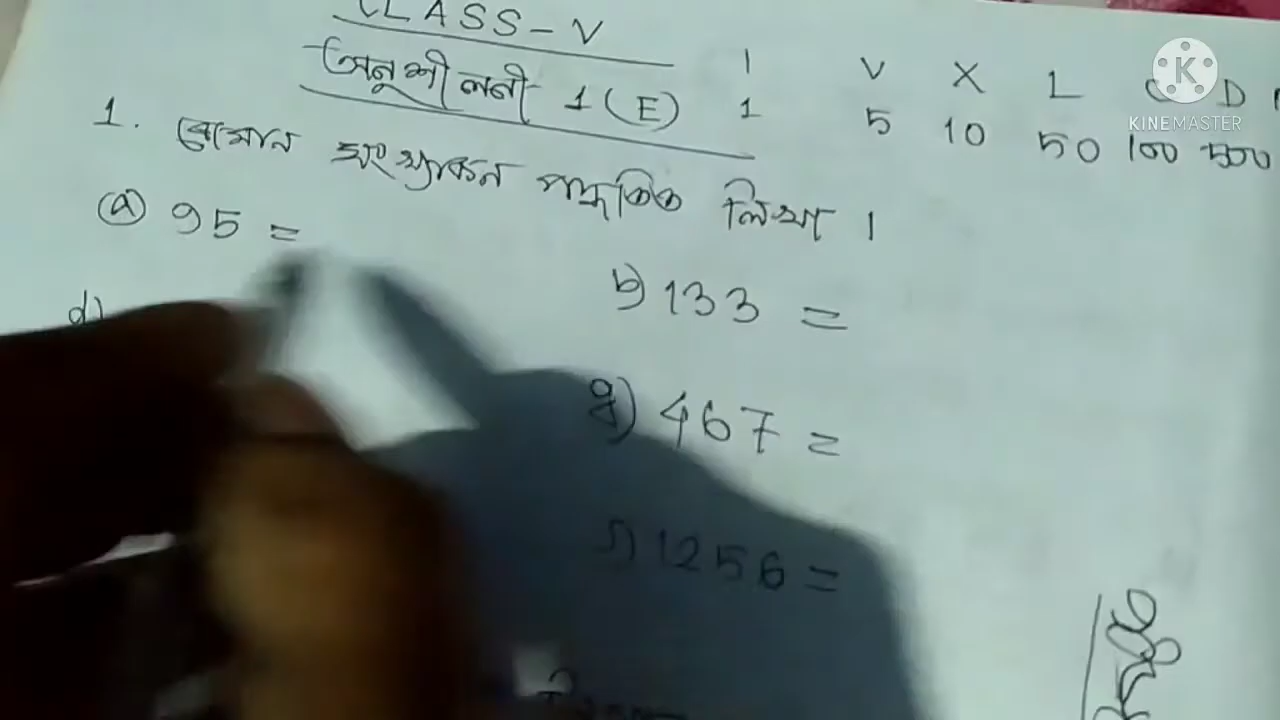 CLASS-V
অনুশীলনী 1(E)
I V X L C D
1 5 10 50 100 500
1. ৰোমান সংখ্যাকন পদ্ধতিত লিখা ।
(a) 95 =
b) 133 =
d)
g) 467 =
1256 =
KINEMASTER